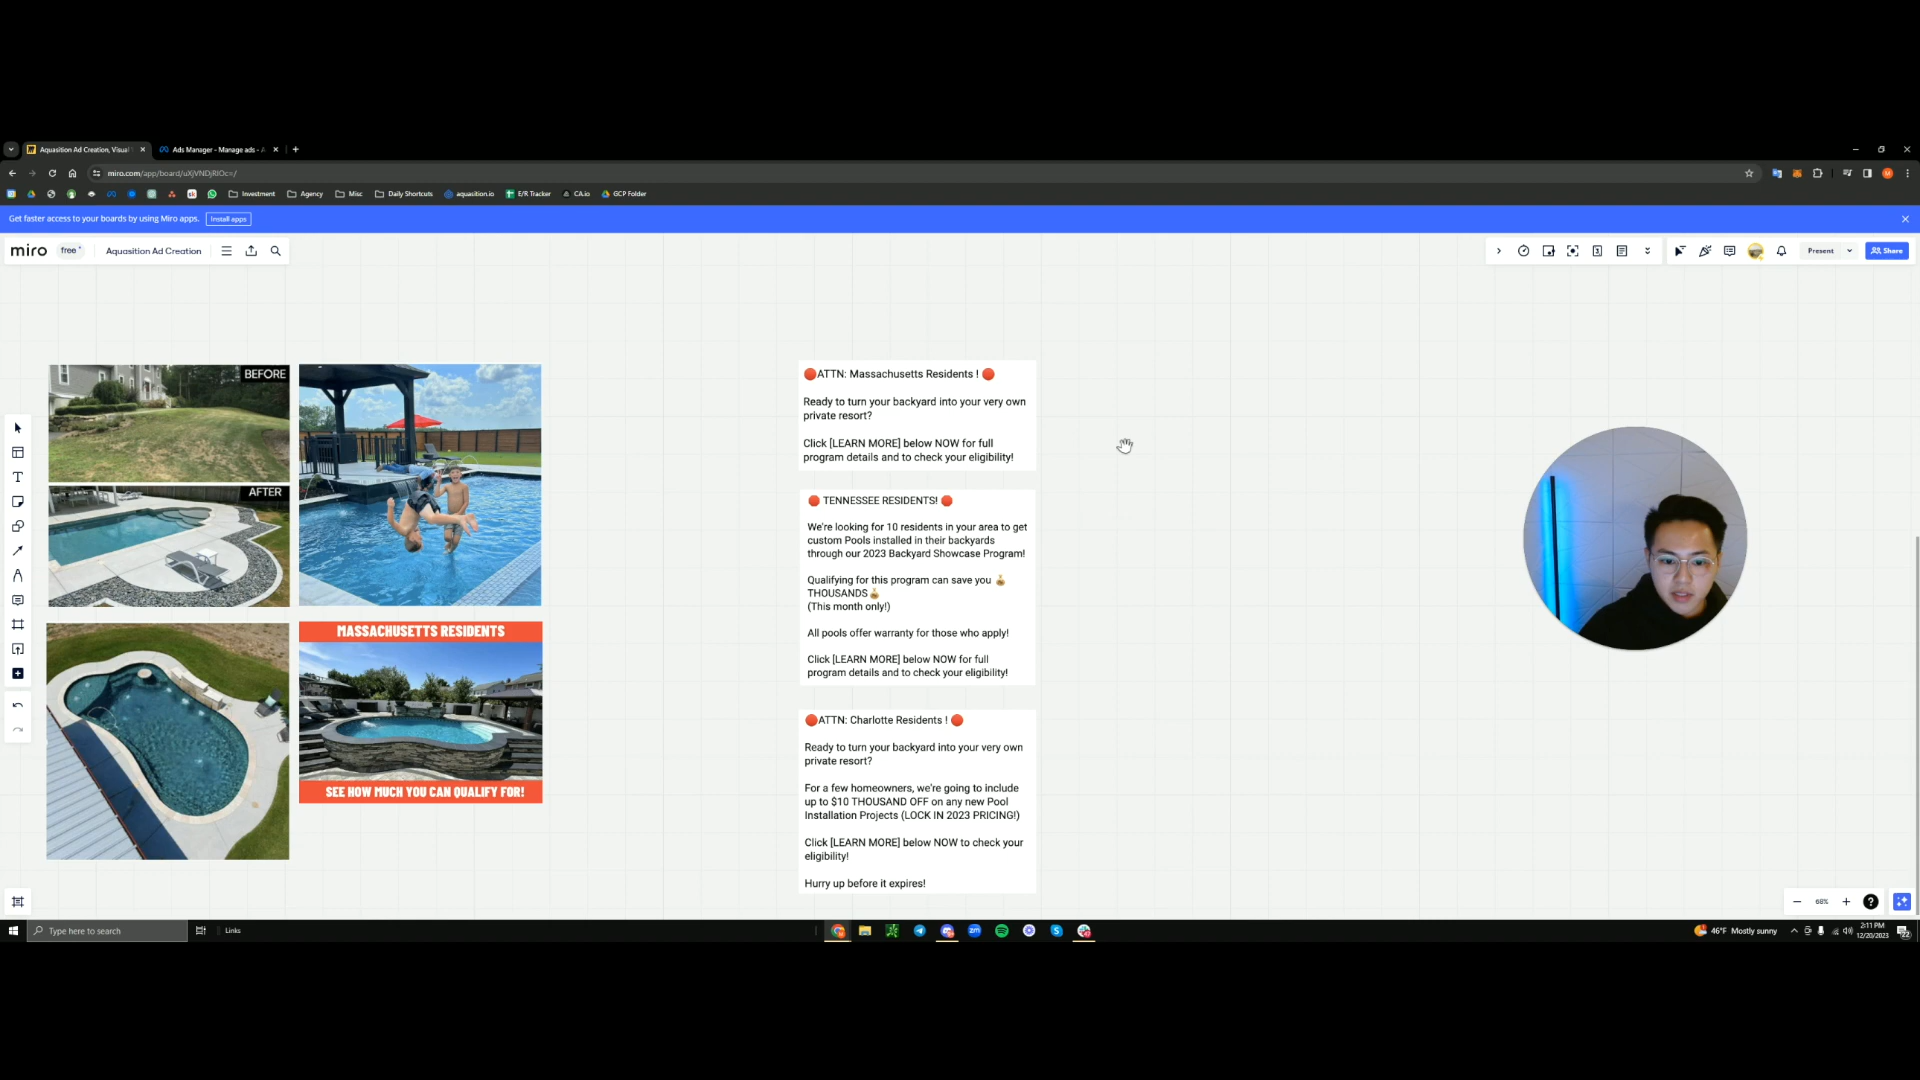 Aquasition Ad Creation, Visual
Ads Manager - Manage ads - A
miro.com/app/board/uXjVNDjRlOc=/
Investment
Agency
Misc
Daily Shortcuts
aquasition.io
E/R Tracker
CA.io
GCP Folder
Get faster access to your boards by using Miro apps.
Install apps
miro
free
Aquasition Ad Creation
Present
Share
BEFORE
AFTER
MASSACHUSETTS RESIDENTS
SEE HOW MUCH YOU CAN QUALIFY FOR!
🔴ATTN: Massachusetts Residents ! 🔴
Ready to turn your backyard into your very own
private resort?
Click [LEARN MORE] below NOW for full
program details and to check your eligibility!
🔴 TENNESSEE RESIDENTS! 🔴
We're looking for 10 residents in your area to get
custom Pools installed in their backyards
through our 2023 Backyard Showcase Program!
Qualifying for this program can save you 💰
THOUSANDS💰
(This month only!)
All pools offer warranty for those who apply!
Click [LEARN MORE] below NOW for full
program details and to check your eligibility!
🔴ATTN: Charlotte Residents ! 🔴
Ready to turn your backyard into your very own
private resort?
For a few homeowners, we're going to include
up to $10 THOUSAND OFF on any new Pool
Installation Projects (LOCK IN 2023 PRICING!)
Click [LEARN MORE] below NOW to check your
eligibility!
Hurry up before it expires!
68%
Type here to search
Links
46°F Mostly sunny
2:11 PM
12/20/2023